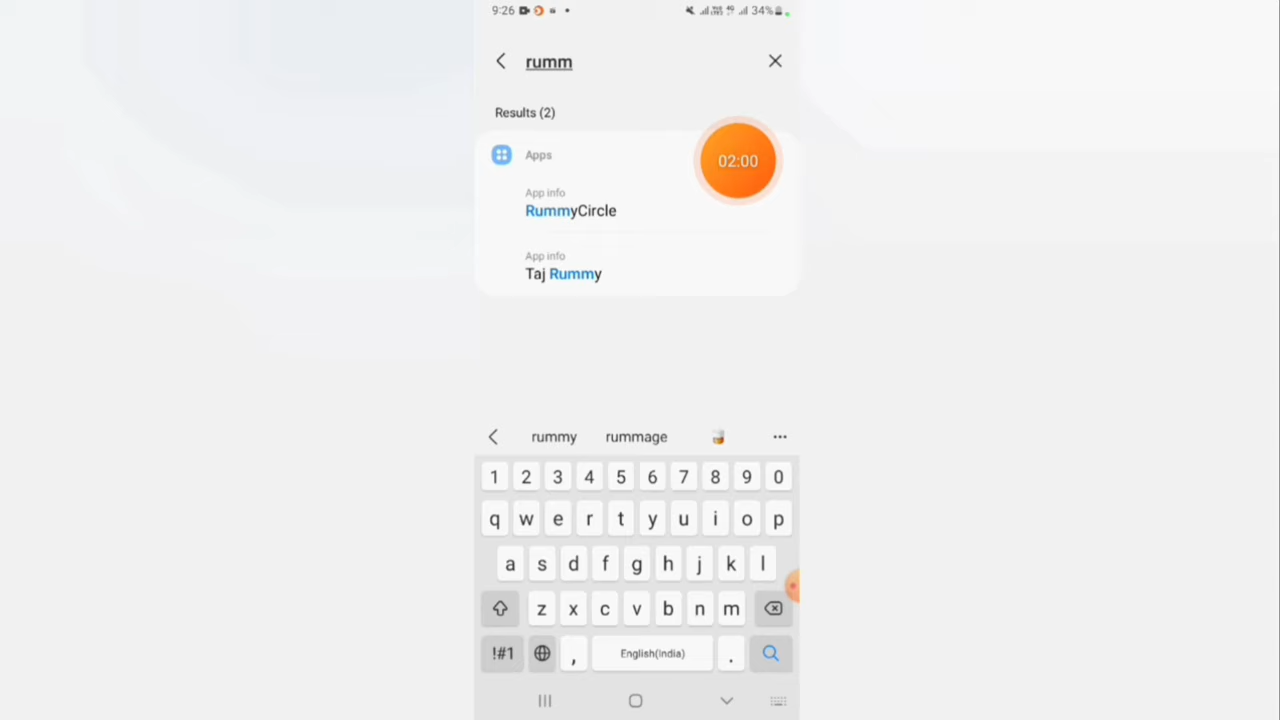 9:26 34%
rumm
Results (2)
Apps
02:00
App info
RummyCircle
App info
Taj Rummy
rummy rummage
1 2 3 4 5 6 7 8 9 0
q w e r t y u i o p
a s d f g h j k l
z x c v b n m
!#1 , English(India) .